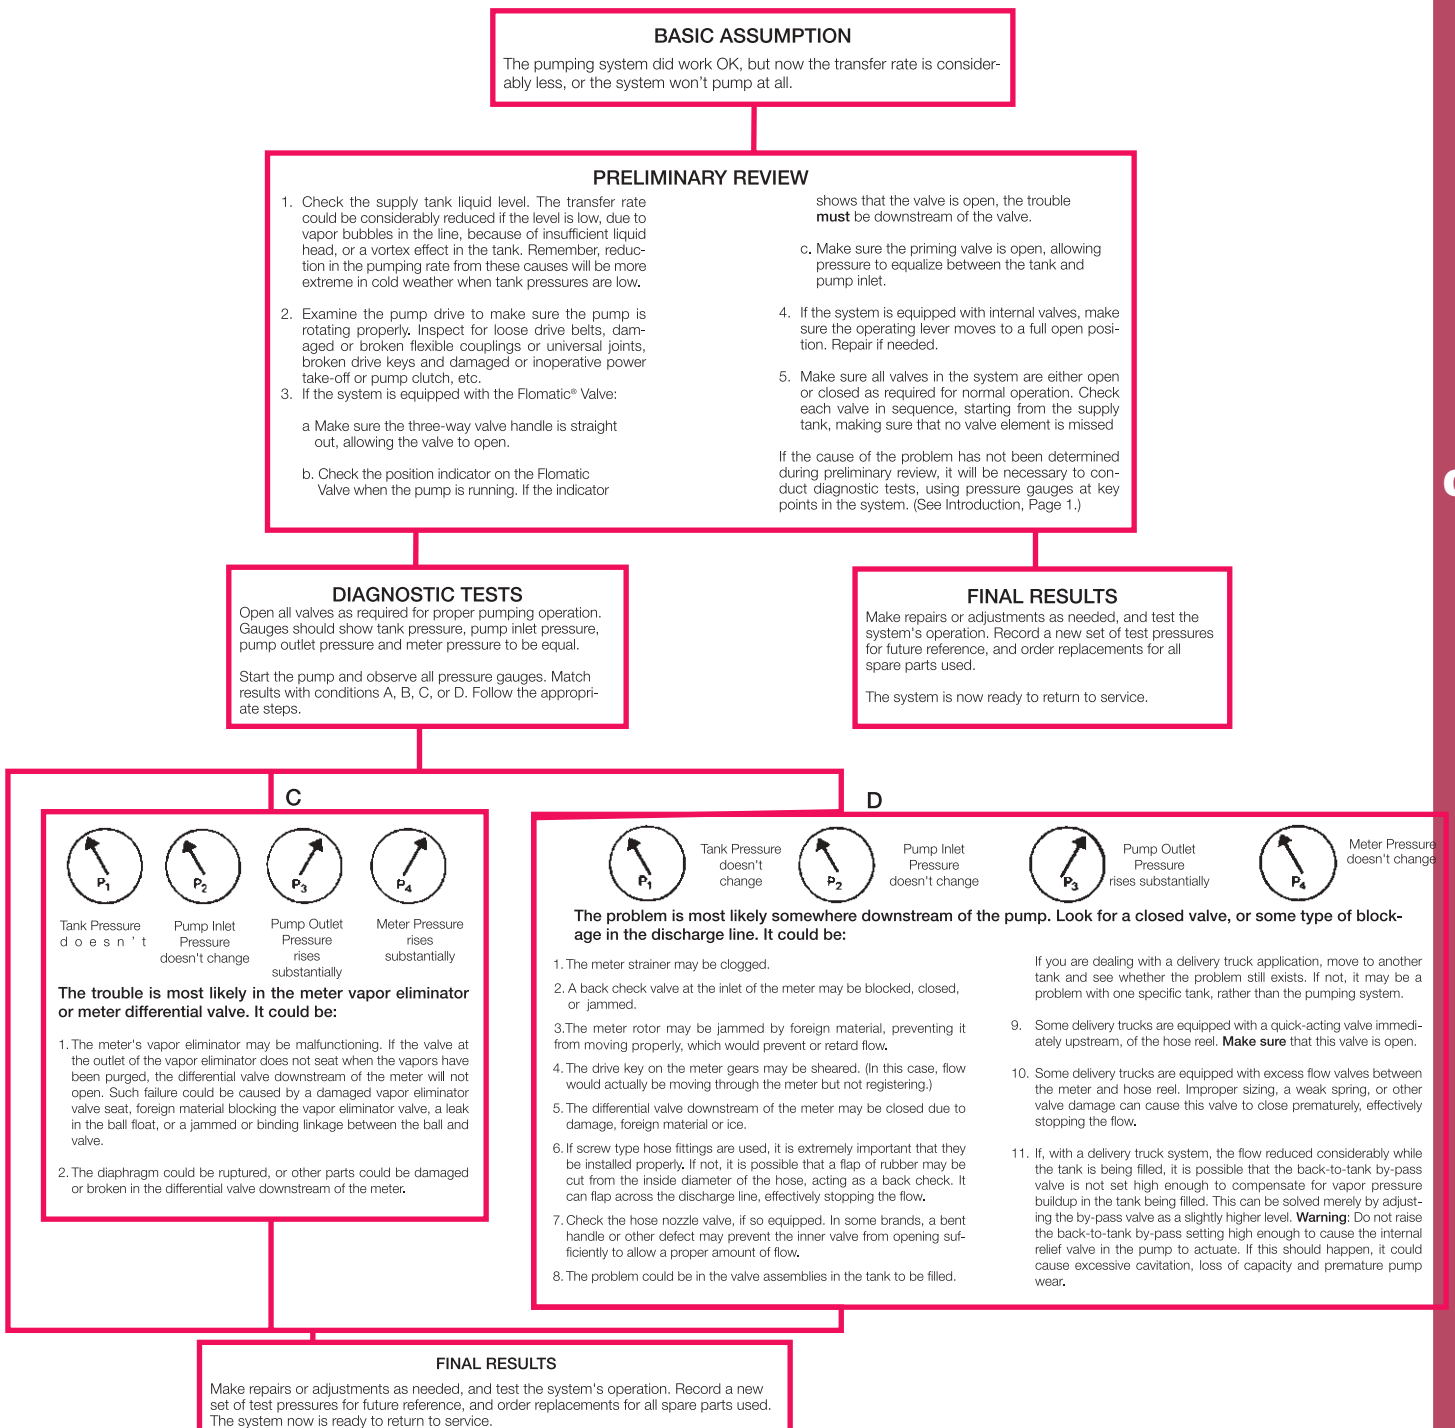 BASIC ASSUMPTION
The pumping system did work OK, but now the transfer rate is consider-
ably less, or the system won't pump at all.
PRELIMINARY REVIEW
1. Check the supply tank liquid level. The transfer rate
could be considerably reduced if the level is low, due to
vapor bubbles in the line, because of insufficient liquid
head, or a vortex effect in the tank. Remember, reduc-
tion in the pumping rate from these causes will be more
extreme in cold weather when tank pressures are low.
2. Examine the pump drive to make sure the pump is
rotating properly. Inspect for loose drive belts, dam-
aged or broken flexible couplings or universal joints,
broken drive keys and damaged or inoperative power
take-off or pump clutch, etc.
3. If the system is equipped with the Flomatic® Valve:
a Make sure the three-way valve handle is straight
out, allowing the valve to open.
b. Check the position indicator on the Flomatic
Valve when the pump is running. If the indicator
shows that the valve is open, the trouble
must be downstream of the valve.
c. Make sure the priming valve is open, allowing
pressure to equalize between the tank and
pump inlet.
4. If the system is equipped with internal valves, make
sure the operating lever moves to a full open posi-
tion. Repair if needed.
5. Make sure all valves in the system are either open
or closed as required for normal operation. Check
each valve in sequence, starting from the supply
tank, making sure that no valve element is missed
If the cause of the problem has not been determined
during preliminary review, it will be necessary to con-
duct diagnostic tests, using pressure gauges at key
points in the system. (See Introduction, Page 1.)
DIAGNOSTIC TESTS
Open all valves as required for proper pumping operation.
Gauges should show tank pressure, pump inlet pressure,
pump outlet pressure and meter pressure to be equal.
Start the pump and observe all pressure gauges. Match
results with conditions A, B, C, or D. Follow the appropri-
ate steps.
FINAL RESULTS
Make repairs or adjustments as needed, and test the
system's operation. Record a new set of test pressures
for future reference, and order replacements for all
spare parts used.
The system is now ready to return to service.
C
P1
P2
P3
P4
Tank Pressure
doesn't
Pump Inlet
Pressure
doesn't change
Pump Outlet
Pressure
rises
substantially
Meter Pressure
rises
substantially
The trouble is most likely in the meter vapor eliminator
or meter differential valve. It could be:
1. The meter's vapor eliminator may be malfunctioning. If the valve at
the outlet of the vapor eliminator does not seat when the vapors have
been purged, the differential valve downstream of the meter will not
open. Such failure could be caused by a damaged vapor eliminator
valve seat, foreign material blocking the vapor eliminator valve, a leak
in the ball float, or a jammed or binding linkage between the ball and
valve.
2. The diaphragm could be ruptured, or other parts could be damaged
or broken in the differential valve downstream of the meter.
D
P1
Tank Pressure
doesn't
change
P2
Pump Inlet
Pressure
doesn't change
P3
Pump Outlet
Pressure
rises substantially
P4
Meter Pressure
doesn't change
The problem is most likely somewhere downstream of the pump. Look for a closed valve, or some type of block-
age in the discharge line. It could be:
1. The meter strainer may be clogged.
2. A back check valve at the inlet of the meter may be blocked, closed,
or jammed.
3.The meter rotor may be jammed by foreign material, preventing it
from moving properly, which would prevent or retard flow.
4. The drive key on the meter gears may be sheared. (In this case, flow
would actually be moving through the meter but not registering.)
5. The differential valve downstream of the meter may be closed due to
damage, foreign material or ice.
6. If screw type hose fittings are used, it is extremely important that they
be installed properly. If not, it is possible that a flap of rubber may be
cut from the inside diameter of the hose, acting as a back check. It
can flap across the discharge line, effectively stopping the flow.
7. Check the hose nozzle valve, if so equipped. In some brands, a bent
handle or other defect may prevent the inner valve from opening suf-
ficiently to allow a proper amount of flow.
8. The problem could be in the valve assemblies in the tank to be filled.
If you are dealing with a delivery truck application, move to another
tank and see whether the problem still exists. If not, it may be a
problem with one specific tank, rather than the pumping system.
9. Some delivery trucks are equipped with a quick-acting valve immedi-
ately upstream, of the hose reel. Make sure that this valve is open.
10. Some delivery trucks are equipped with excess flow valves between
the meter and hose reel. Improper sizing, a weak spring, or other
valve damage can cause this valve to close prematurely, effectively
stopping the flow.
11. If, with a delivery truck system, the flow reduced considerably while
the tank is being filled, it is possible that the back-to-tank by-pass
valve is not set high enough to compensate for vapor pressure
buildup in the tank being filled. This can be solved merely by adjust-
ing the by-pass valve as a slightly higher level. Warning: Do not raise
the back-to-tank by-pass setting high enough to cause the internal
relief valve in the pump to actuate. If this should happen, it could
cause excessive cavitation, loss of capacity and premature pump
wear.
FINAL RESULTS
Make repairs or adjustments as needed, and test the system's operation. Record a new
set of test pressures for future reference, and order replacements for all spare parts used.
The system now is ready to return to service.